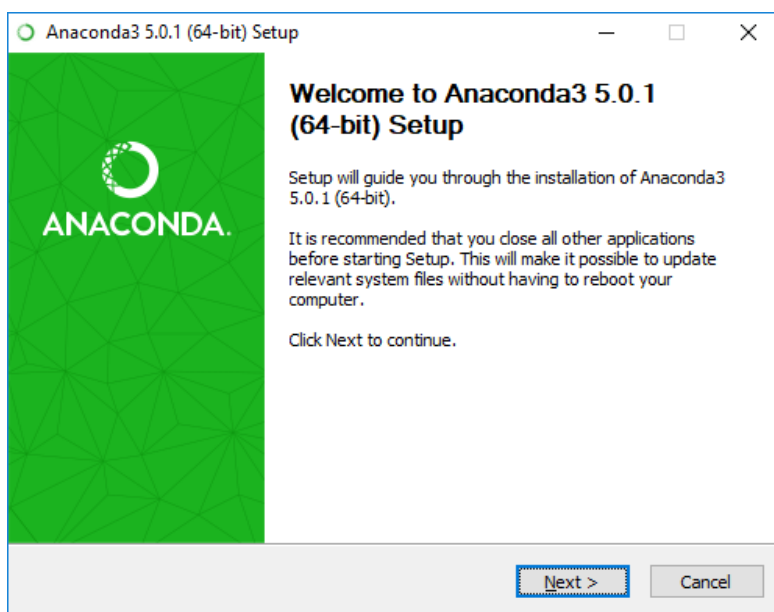 Anaconda3 5.0.1 (64-bit) Setup
ANACONDA.
Welcome to Anaconda3 5.0.1
(64-bit) Setup
Setup will guide you through the installation of Anaconda3
5.0.1 (64-bit).
It is recommended that you close all other applications
before starting Setup. This will make it possible to update
relevant system files without having to reboot your
computer.
Click Next to continue.
Next >
Cancel